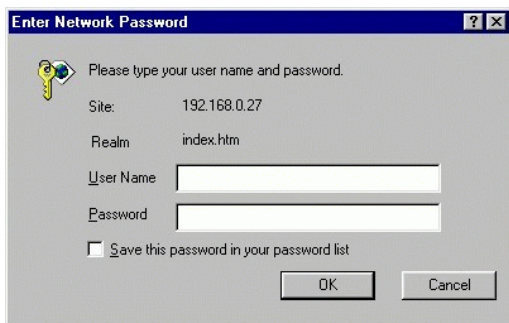 Enter Network Password
Please type your user name and password.
Site: 192.168.0.27
Realm index.htm
User Name
Password
Save this password in your password list
OK Cancel